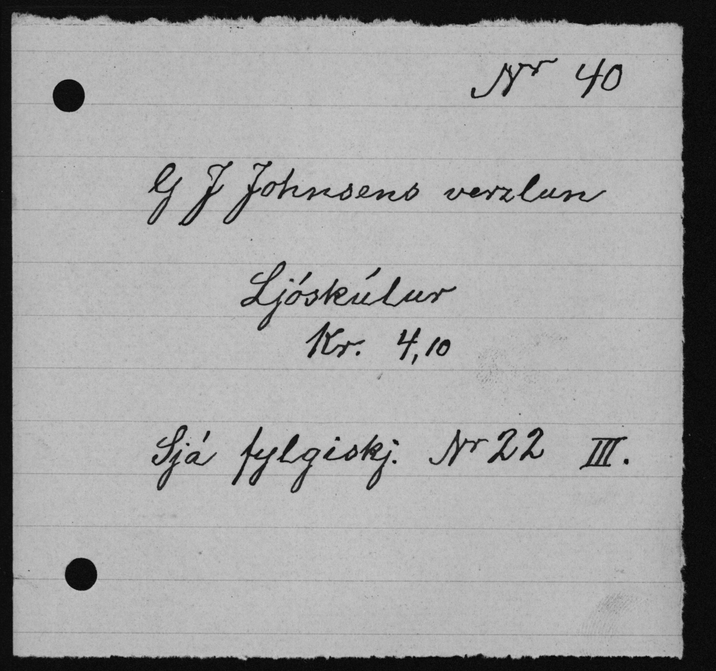 Nr 40
G J Johnsens verzlun
Ljóskúlur
Kr. 4,10
Sjá fylgiskj. Nr 22 III.